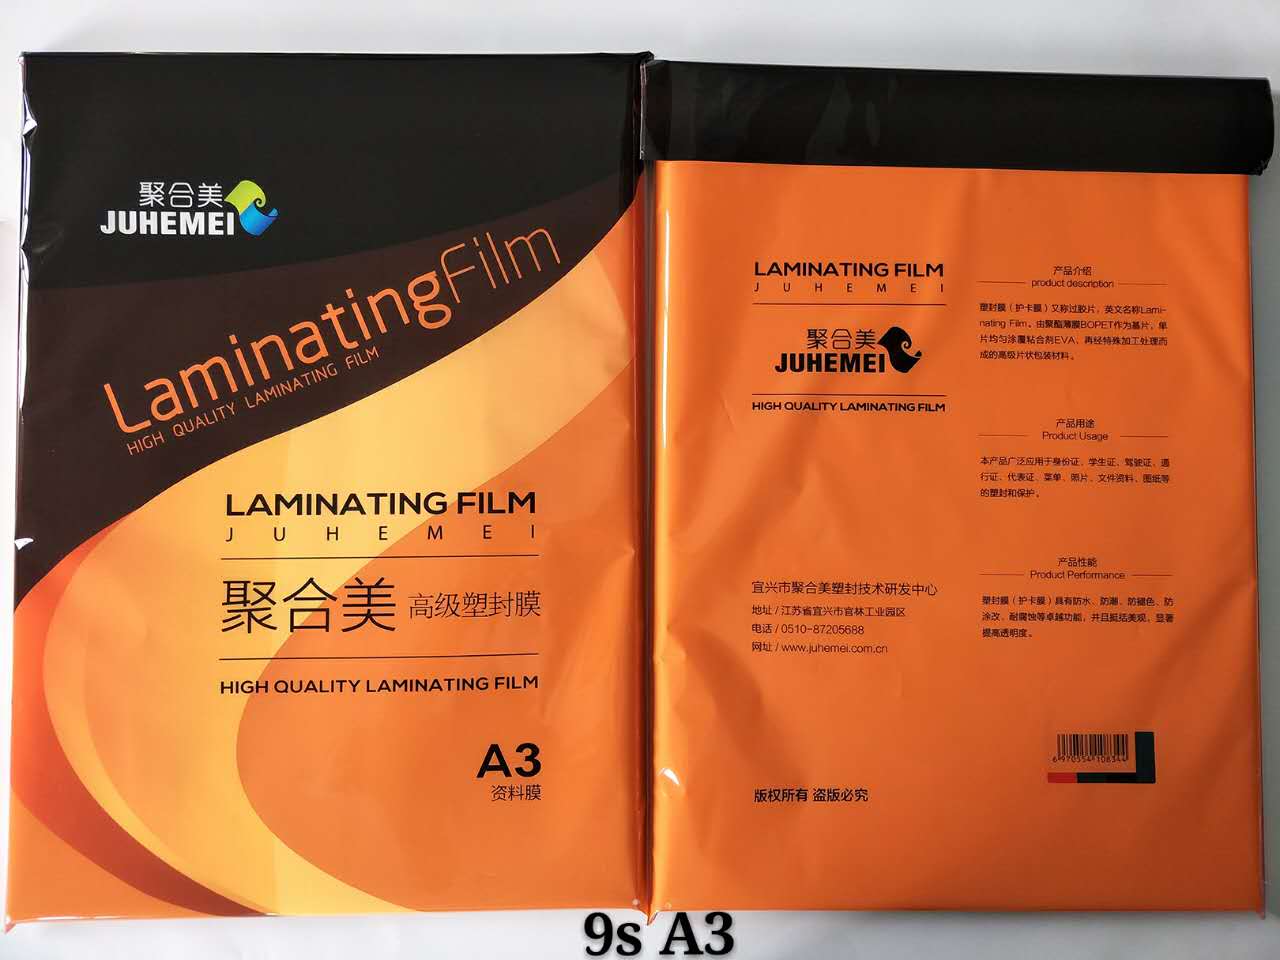 聚合美
JUHEMEI
LaminatingFilm
HIGH QUALITY LAMINATING FILM
LAMINATING FILM
JUHEMEI
聚合美 高级塑封膜
HIGH QUALITY LAMINATING FILM
A3
资料膜
LAMINATING FILM
JUHEMEI
聚合美
JUHEMEI
HIGH QUALITY LAMINATING FILM
宜兴市聚合美塑封技术研发中心
地址/江苏省宜兴市官林工业园区
电话/0510-87205688
网址/www.juhemei.com.cn
版权所有 盗版必究
产品介绍
product description
塑封膜（护卡膜）又称过胶片，英文名称Lami-
nating Film。由聚酯薄膜BOPET作为基片，单
片均匀涂覆粘合剂EVA、再经特殊加工处理而
成的高级片状包装材料。
产品用途
Product Usage
本产品广泛应用于身份证、学生证、驾驶证、通
行证、代表证、菜单、照片、文件资料、图纸等
的塑封和保护。
产品性能
Product Performance
塑封膜（护卡膜）具有防水、防潮、防褪色、防
涂改、耐腐蚀等卓越功能，并且挺括美观，显著
提高透明度。
6 970554 108344
9s A3